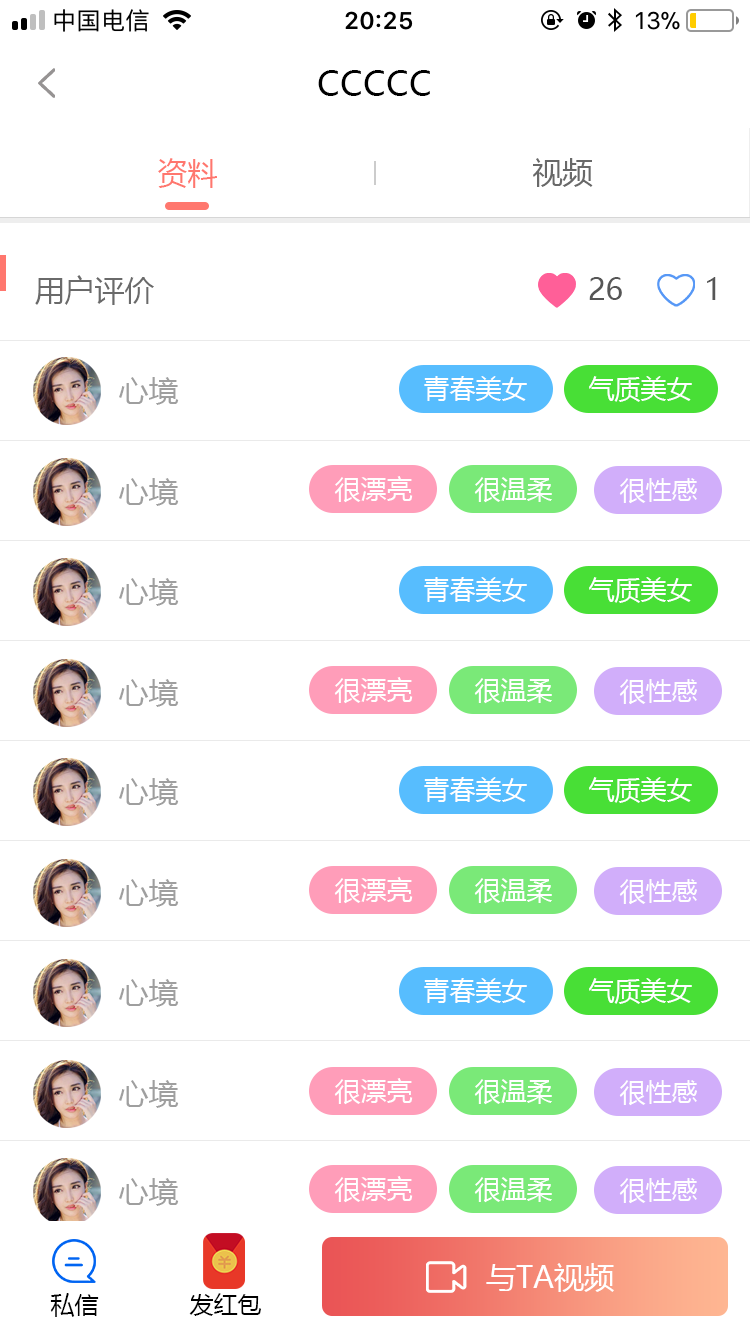 中国电信 20:25 13%
CCCCC
资料 视频
用户评价 26 1
心境 青春美女 气质美女
心境 很漂亮 很温柔 很性感
心境 青春美女 气质美女
心境 很漂亮 很温柔 很性感
心境 青春美女 气质美女
心境 很漂亮 很温柔 很性感
心境 青春美女 气质美女
心境 很漂亮 很温柔 很性感
心境 很漂亮 很温柔 很性感
¥
与TA视频
私信 发红包